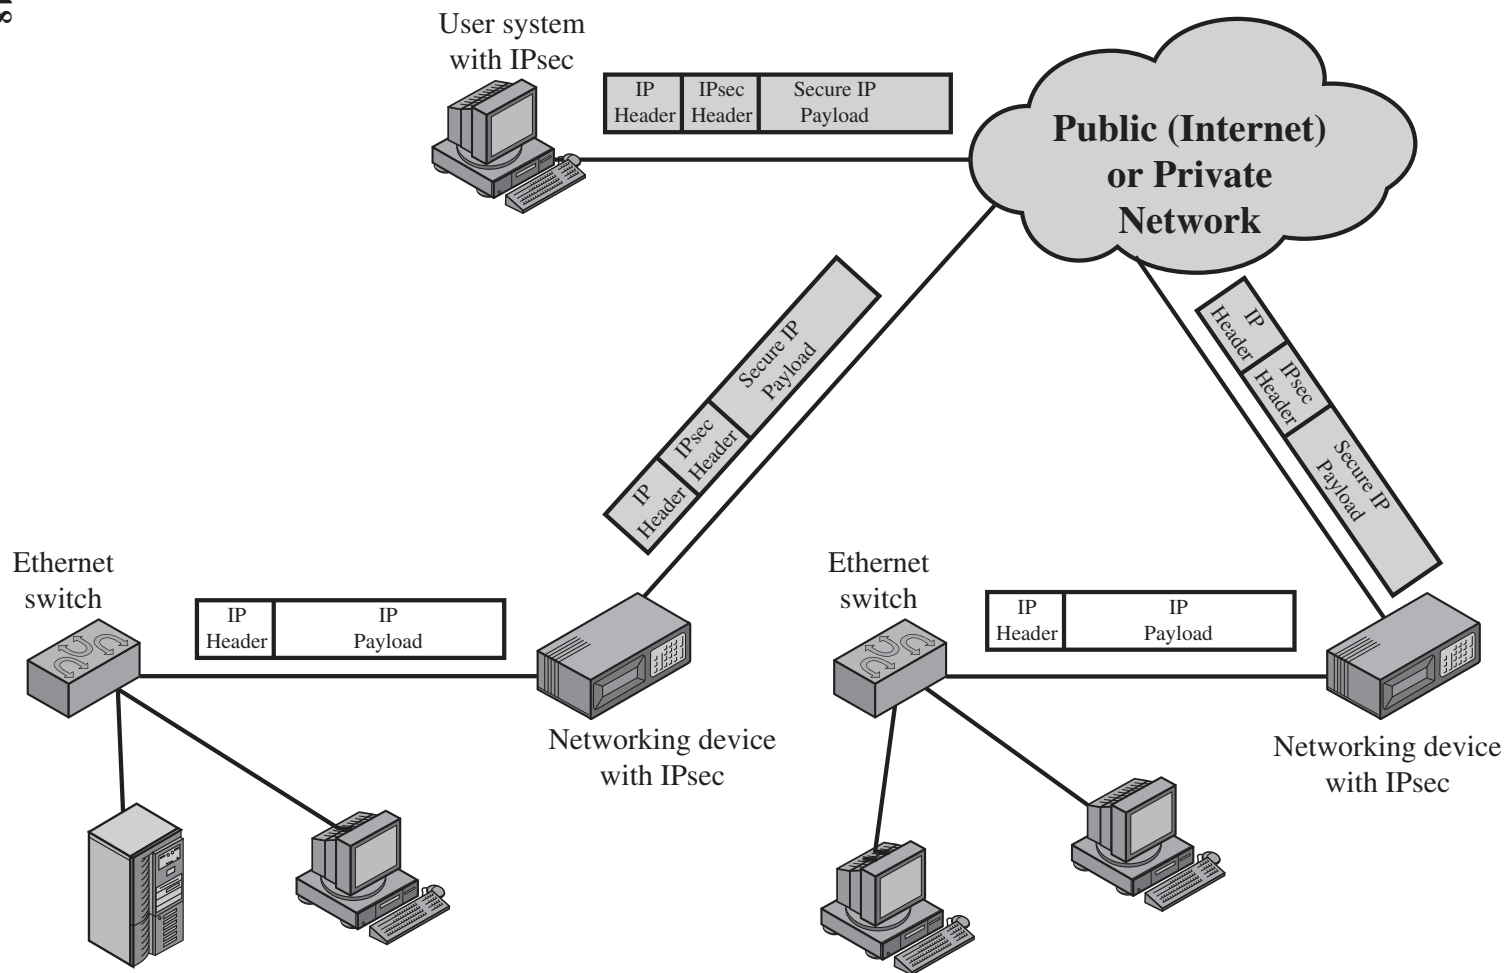 User system
with IPsec
IP
Header
IPsec
Header
Secure IP
Payload
Public (Internet)
or Private
Network
IP
Header
IPsec
Header
Secure IP
Payload
IP
Header
IPsec
Header
Secure IP
Payload
Ethernet
switch
IP
Header
IP
Payload
Networking device
with IPsec
Ethernet
switch
IP
Header
IP
Payload
Networking device
with IPsec